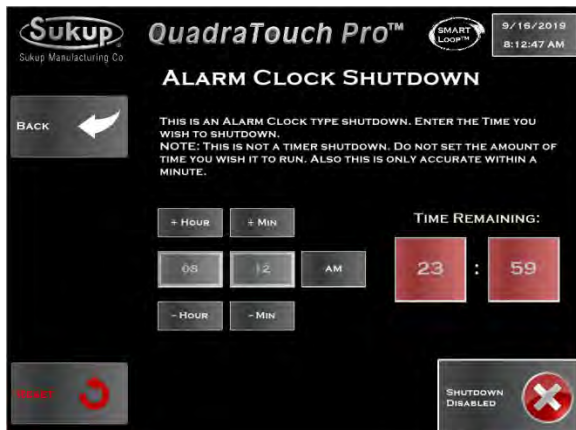 Sukup
Sukup Manufacturing Co
QuadraTouch Pro™
SMART
LOOP™
9/16/2019
8:12:47 AM
ALARM CLOCK SHUTDOWN
BACK
THIS IS AN ALARM CLOCK TYPE SHUTDOWN. ENTER THE TIME YOU
WISH TO SHUTDOWN.
NOTE: THIS IS NOT A TIMER SHUTDOWN. DO NOT SET THE AMOUNT OF
TIME YOU WISH IT TO RUN. ALSO THIS IS ONLY ACCURATE WITHIN A
MINUTE.
+ HOUR + MIN
TIME REMAINING:
08 12 AM
23 : 59
- HOUR - MIN
RESET
SHUTDOWN
DISABLED